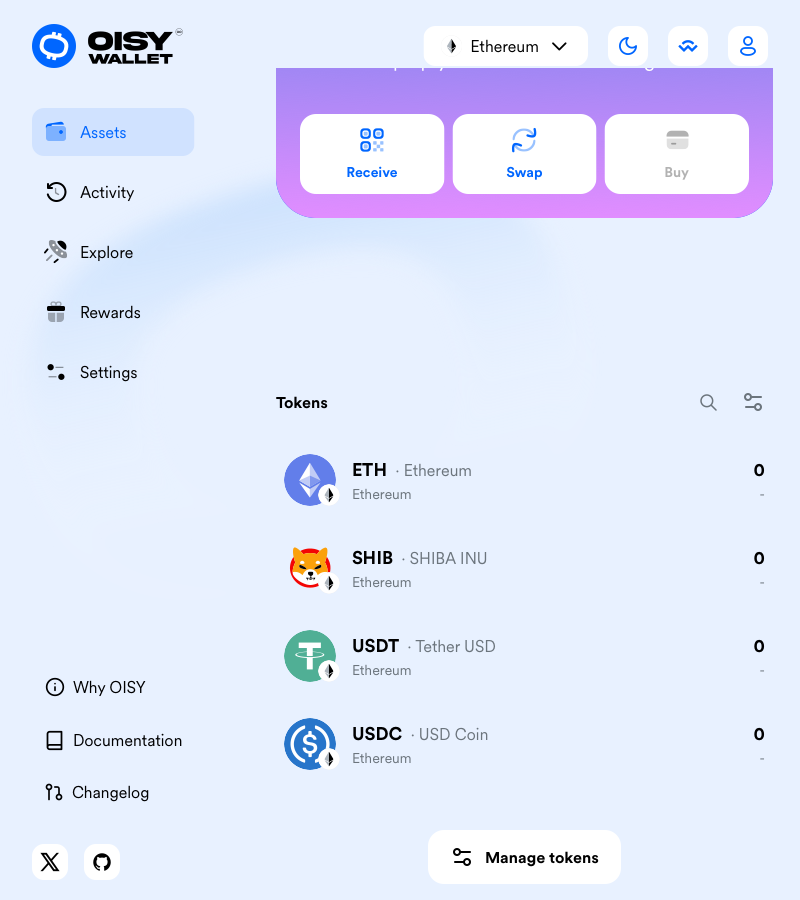 OISY
WALLET
Ethereum
Assets
Activity
Explore
Rewards
Settings
Receive
Swap
Buy
Tokens
ETH · Ethereum
Ethereum
0
-
SHIB · SHIBA INU
Ethereum
0
-
USDT · Tether USD
Ethereum
0
-
USDC · USD Coin
Ethereum
0
-
Why OISY
Documentation
Changelog
Manage tokens